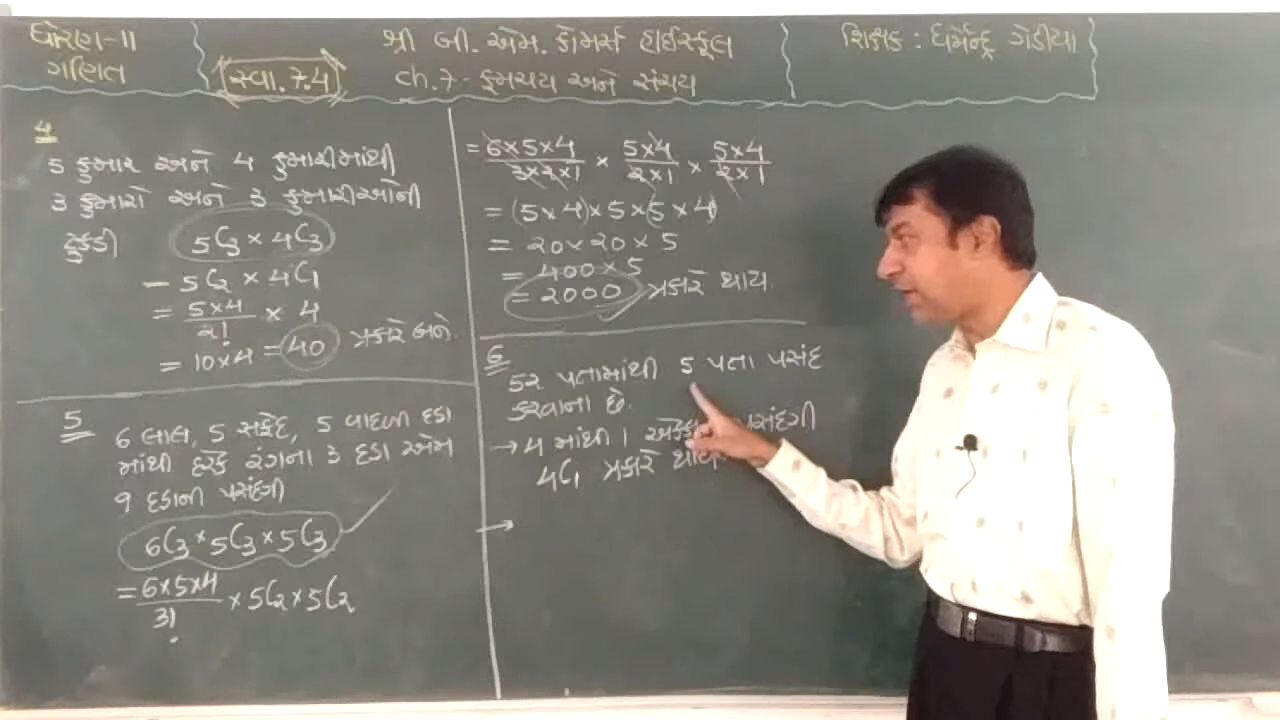 ધોરણ-11
ગણિત
સ્વા. 7.4
શ્રી બી. એમ. કોમર્સ હાઈસ્કૂલ
ch.7 - ક્રમચય અને સંચય
શિક્ષક : ધર્મેન્દ્ર ગેડીયા
4
5 કુમાર અને 4 કુમારીમાંથી
3 કુમારો અને 3 કુમારીઓની
ટુકડી 5C3 × 4C3
= 5C2 × 4C1
= 5×4/2! × 4
= 10×4 = 40 પ્રકારે બને.
5
6 લાલ, 5 સફેદ, 5 વાદળી દડા
માંથી દરેક રંગના 3 દડા એમ
9 દડાની પસંદગી
6C3 × 5C3 × 5C3
= 6×5×4/3! × 5C2 × 5C2
= 6×5×4/3×2×1 × 5×4/2×1 × 5×4/2×1
= (5×4)×5×(5×4)
= 20×20×5
= 400×5
= 2000 પ્રકારે થાય.
6
52 પતામાંથી 5 પતા પસંદ
કરવાના છે.
→ 4 માંથી 1 પસંદગી
4C1 પ્રકારે થાય
→